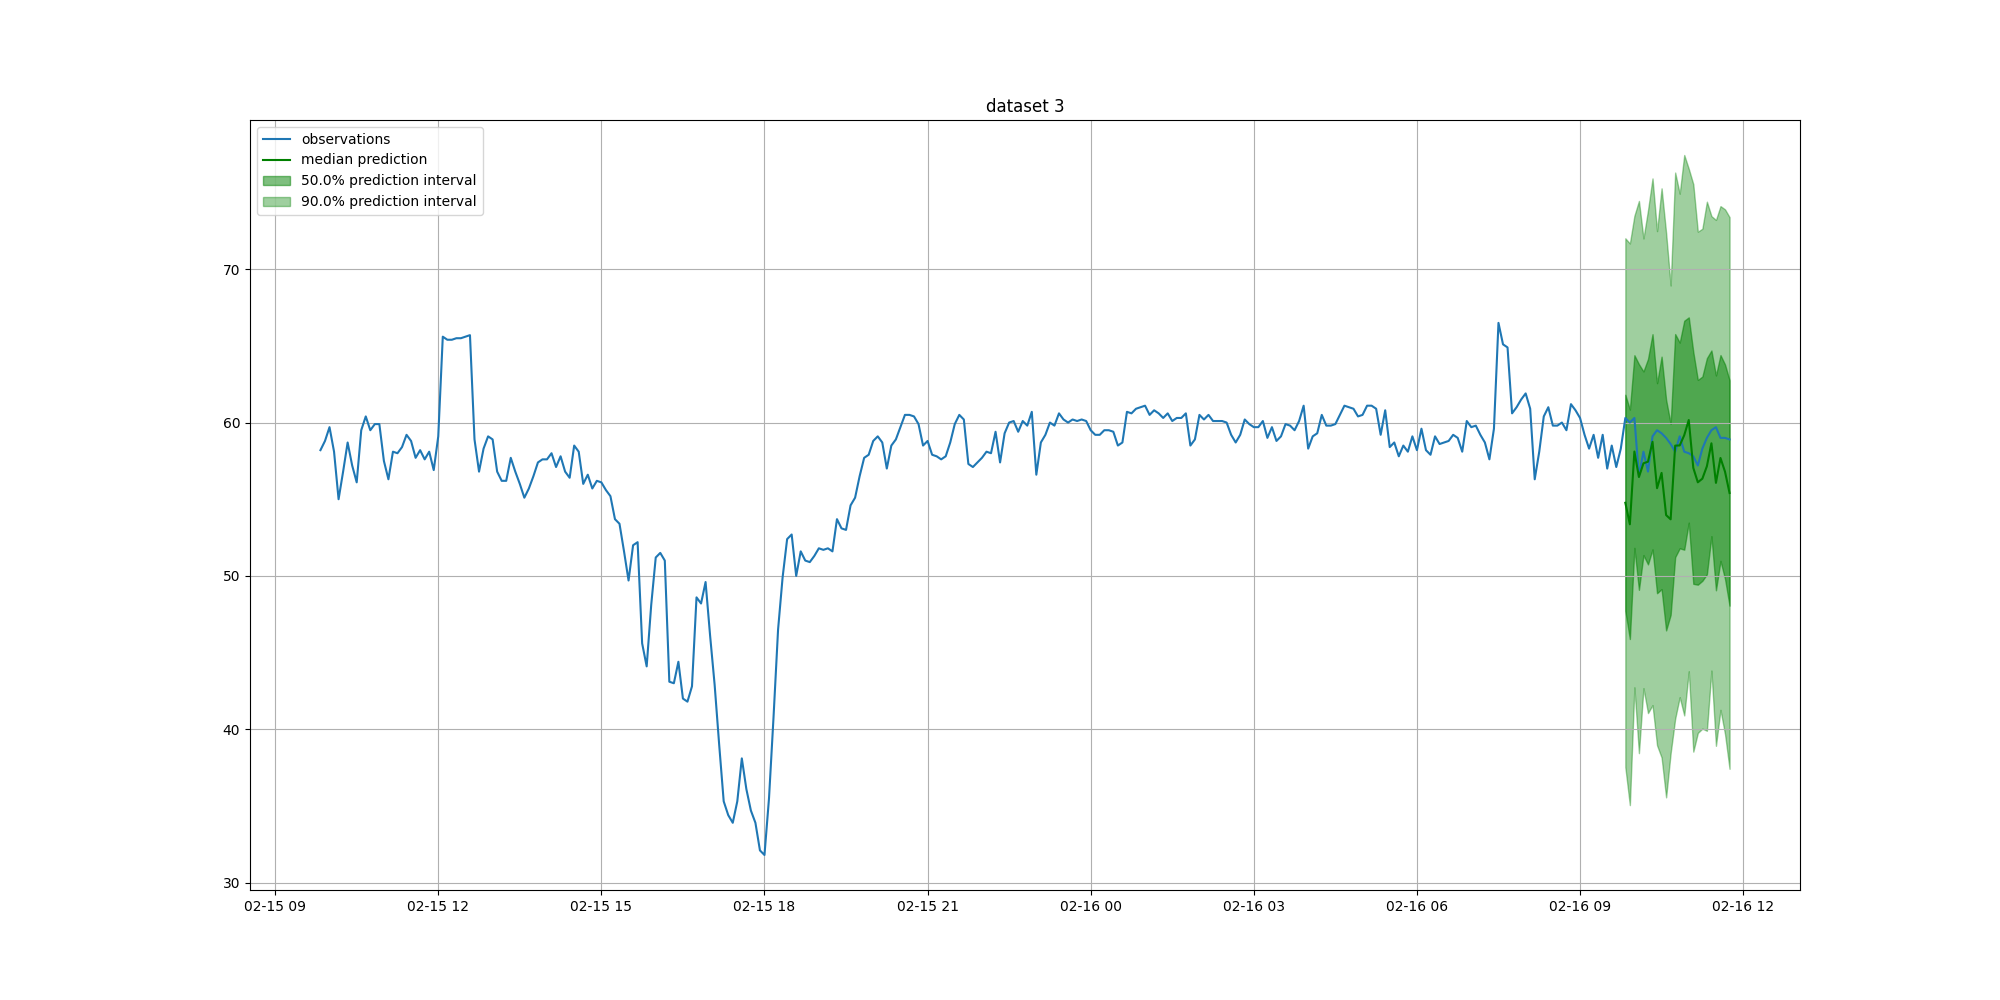 dataset 3
observations
median prediction
50.0% prediction interval
90.0% prediction interval
70
60
50
40
30
02-15 09 02-15 12 02-15 15 02-15 18 02-15 21 02-16 00 02-16 03 02-16 06 02-16 09 02-16 12